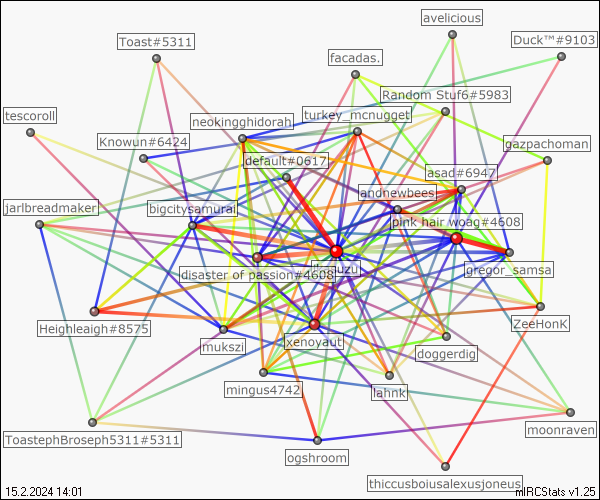 avelicious
Toast#5311
Duck™#9103
facadas.
Random Stuf6#5983
tescoroll
neokingghidorah
turkey_mcnugget
Knowun#6424
gazpachoman
default#0617
asad#6947
andnewbees
jarlbreadmaker
bigcitysamurai
pink hair woag#4608
disaster of passion#4608
gregor_samsa
Heighleaigh#8575
mukszi
xenoyaut
ZeeHonK
doggerdig
mingus4742
lahnk
ToastephBroseph5311#5311
moonraven
ogshroom
thiccusboiusalexusjoneus
15.2.2024 14:01
mIRCStats v1.25